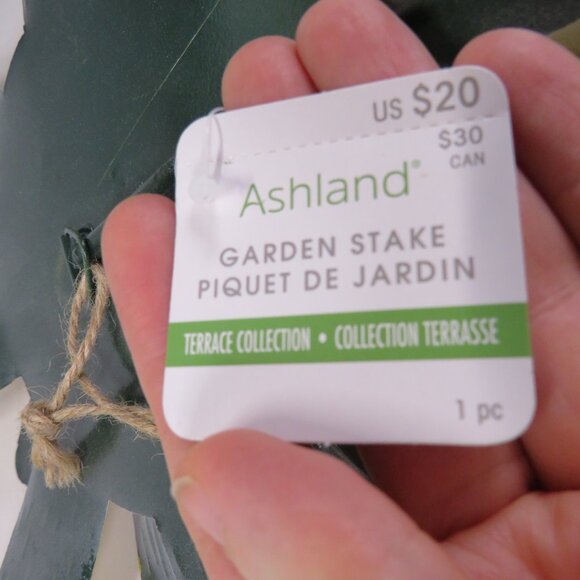 US $20
$30
CAN
Ashland®
GARDEN STAKE
PIQUET DE JARDIN
TERRACE COLLECTION • COLLECTION TERRASSE
1 pc